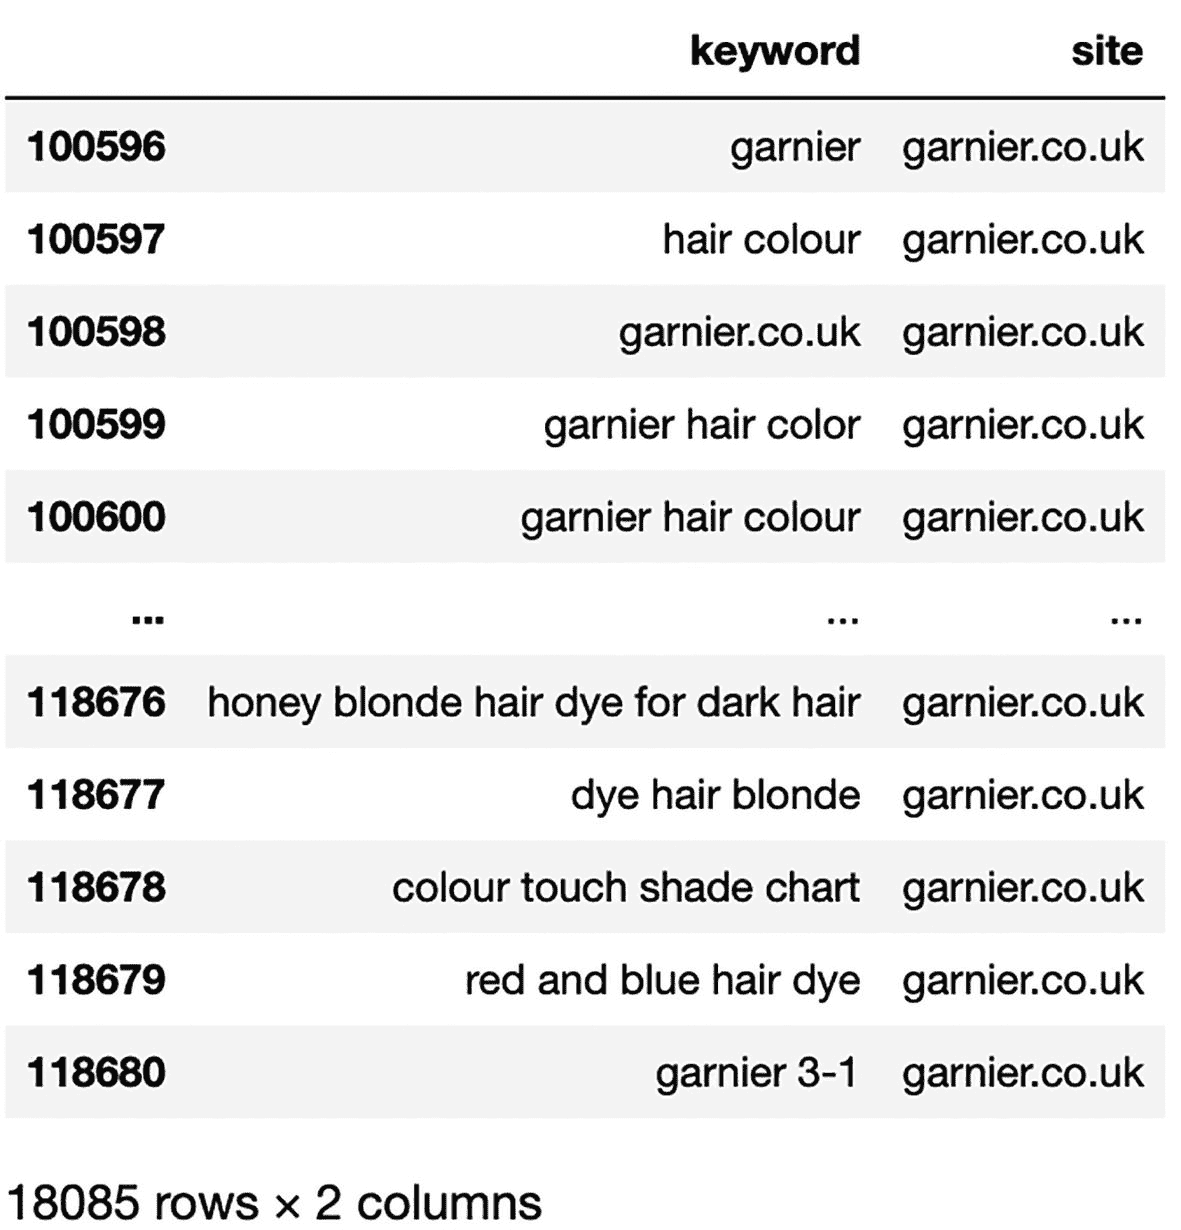 keyword site
100596 garnier garnier.co.uk
100597 hair colour garnier.co.uk
100598 garnier.co.uk garnier.co.uk
100599 garnier hair color garnier.co.uk
100600 garnier hair colour garnier.co.uk
... ... ...
118676 honey blonde hair dye for dark hair garnier.co.uk
118677 dye hair blonde garnier.co.uk
118678 colour touch shade chart garnier.co.uk
118679 red and blue hair dye garnier.co.uk
118680 garnier 3-1 garnier.co.uk
18085 rows × 2 columns